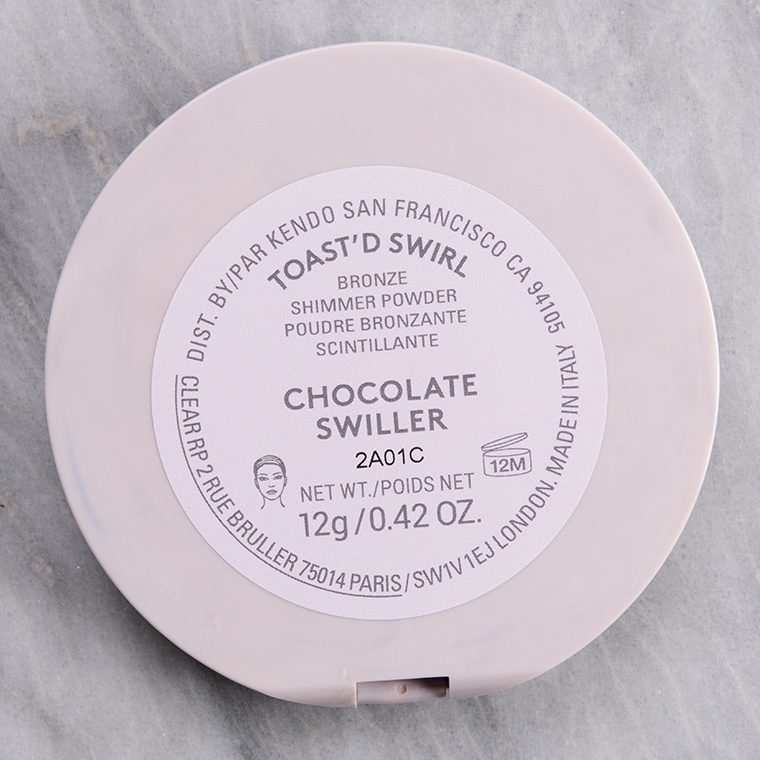 DIST. BY/PAR KENDO SAN FRANCISCO CA 94105
TOAST'D SWIRL
BRONZE
SHIMMER POWDER
POUDRE BRONZANTE
SCINTILLANTE
CHOCOLATE
SWILLER
2A01C
12M
NET WT./POIDS NET
12g/0.42 OZ.
CLEAR RP 2 RUE BRULLER 75014 PARIS/SW1V 1EJ LONDON. MADE IN ITALY